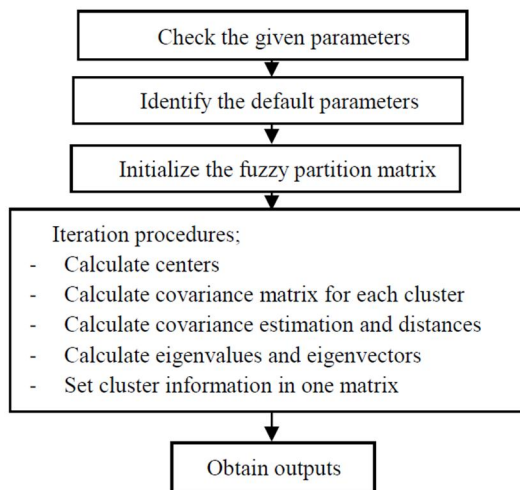 Check the given parameters
Identify the default parameters
Initialize the fuzzy partition matrix
Iteration procedures;
- Calculate centers
- Calculate covariance matrix for each cluster
- Calculate covariance estimation and distances
- Calculate eigenvalues and eigenvectors
- Set cluster information in one matrix
Obtain outputs